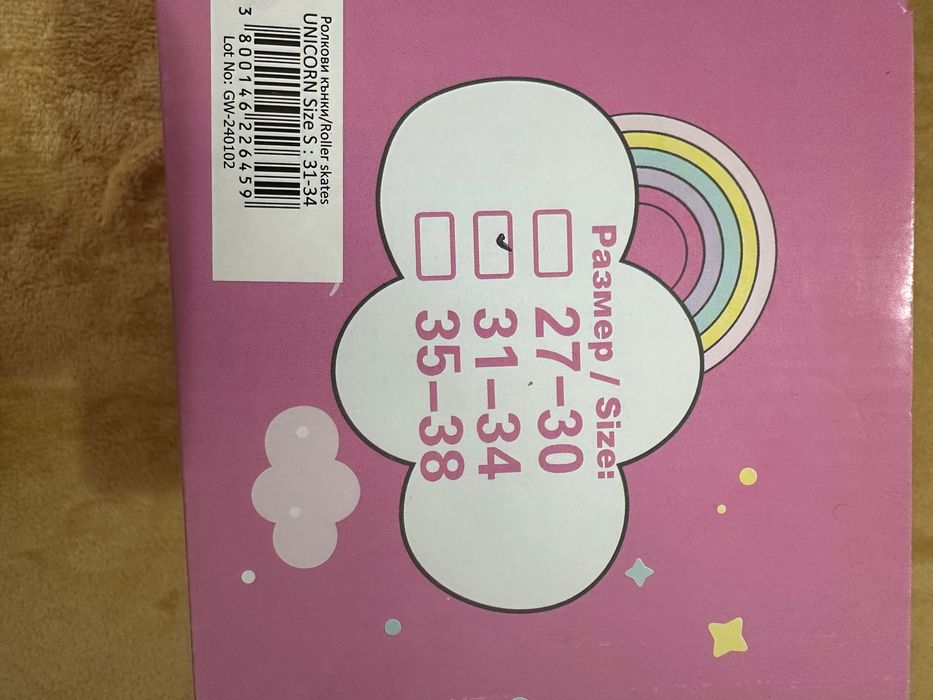 Ролкови кънки/Roller skates
UNICORN Size S : 31-34
3 800146 226459
Lot No: GW-240102
Размер / Size:
27-30
31-34
35-38